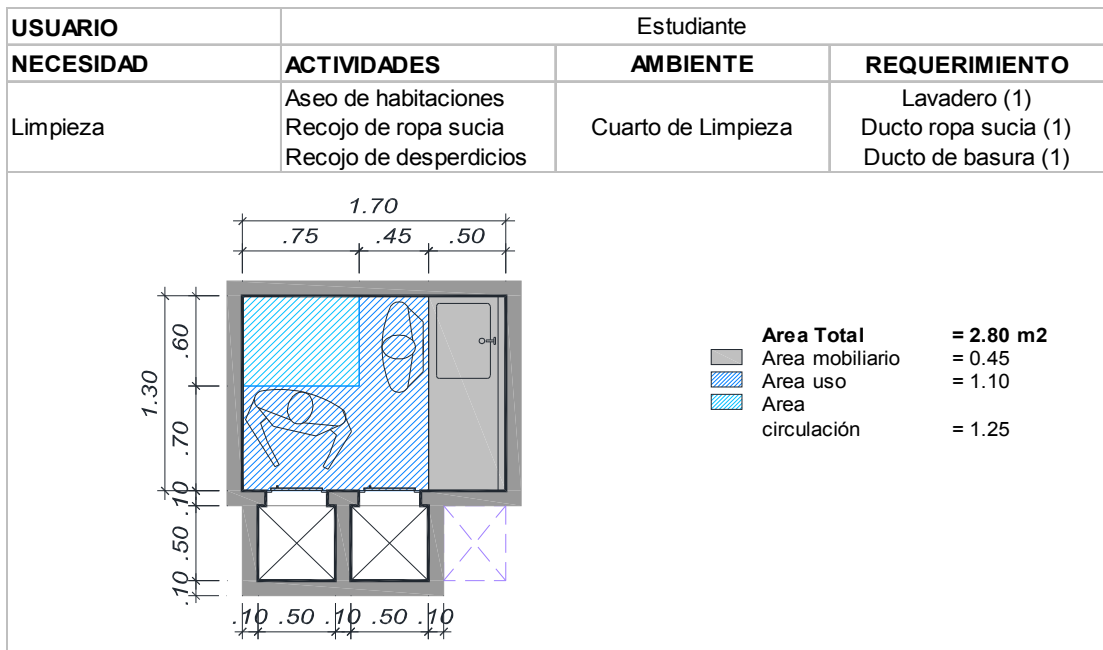 USUARIO Estudiante
NECESIDAD ACTIVIDADES AMBIENTE REQUERIMIENTO
Limpieza
Aseo de habitaciones
Recojo de ropa sucia
Recojo de desperdicios
Cuarto de Limpieza
Lavadero (1)
Ducto ropa sucia (1)
Ducto de basura (1)
1.70
.75 .45 .50
1.30
.60
.70
.10
.50
.10
.10 .50 .10 .50 .10
Area Total = 2.80 m2
Area mobiliario = 0.45
Area uso = 1.10
Area
circulación = 1.25